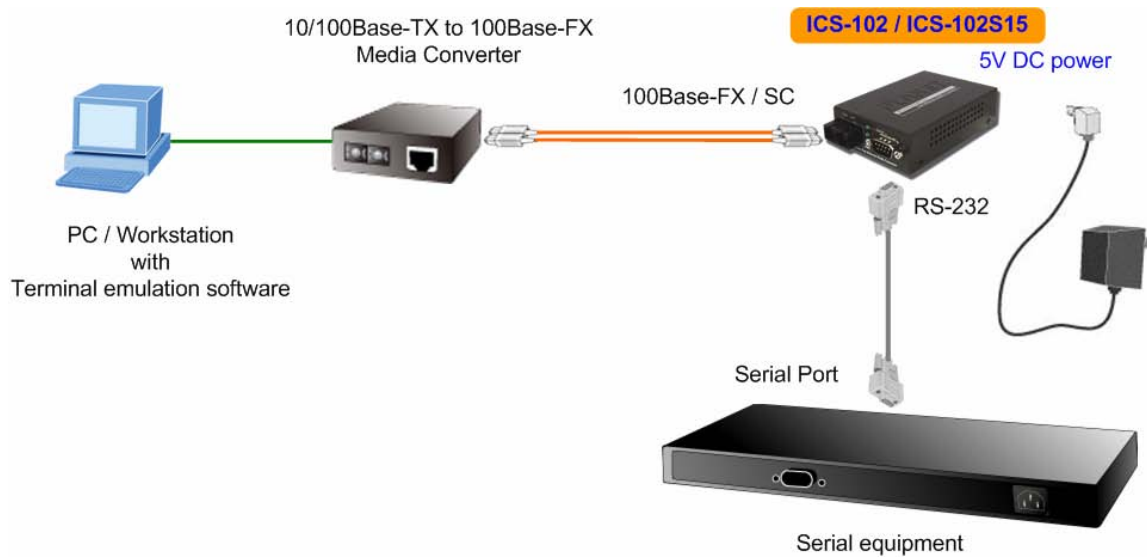 10/100Base-TX to 100Base-FX
Media Converter
ICS-102 / ICS-102S15
5V DC power
100Base-FX / SC
RS-232
PC / Workstation
with
Terminal emulation software
Serial Port
Serial equipment